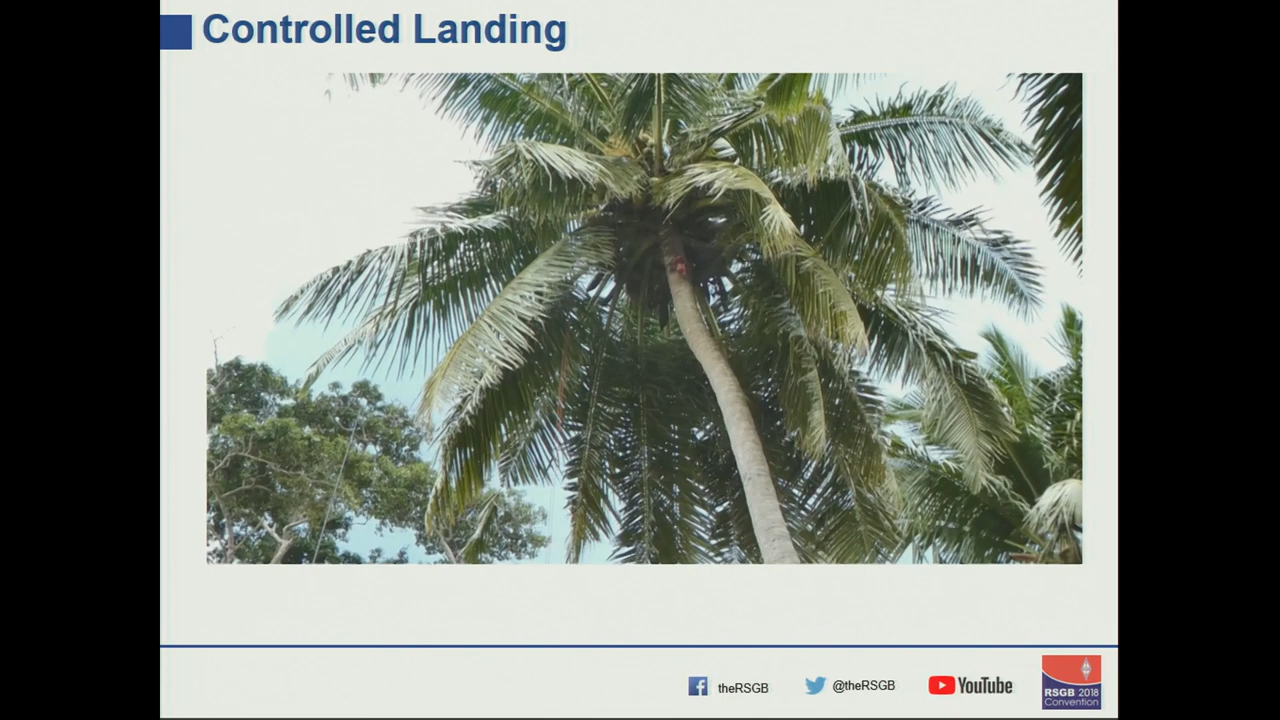 Controlled Landing
theRSGB
@theRSGB
YouTube
RSGB 2018
Convention